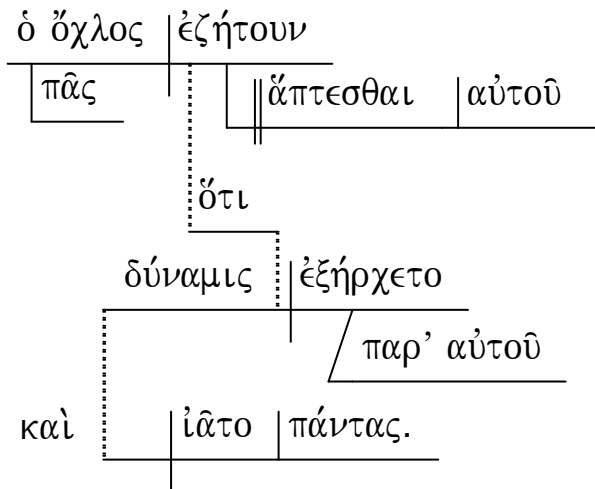 ὁ ὄχλος ἐζήτουν
πᾶς ἅπτεσθαι αὐτοῦ
ὅτι
δύναμις ἐξήρχετο
παρ’ αὐτοῦ
καὶ ἰᾶτο πάντας.